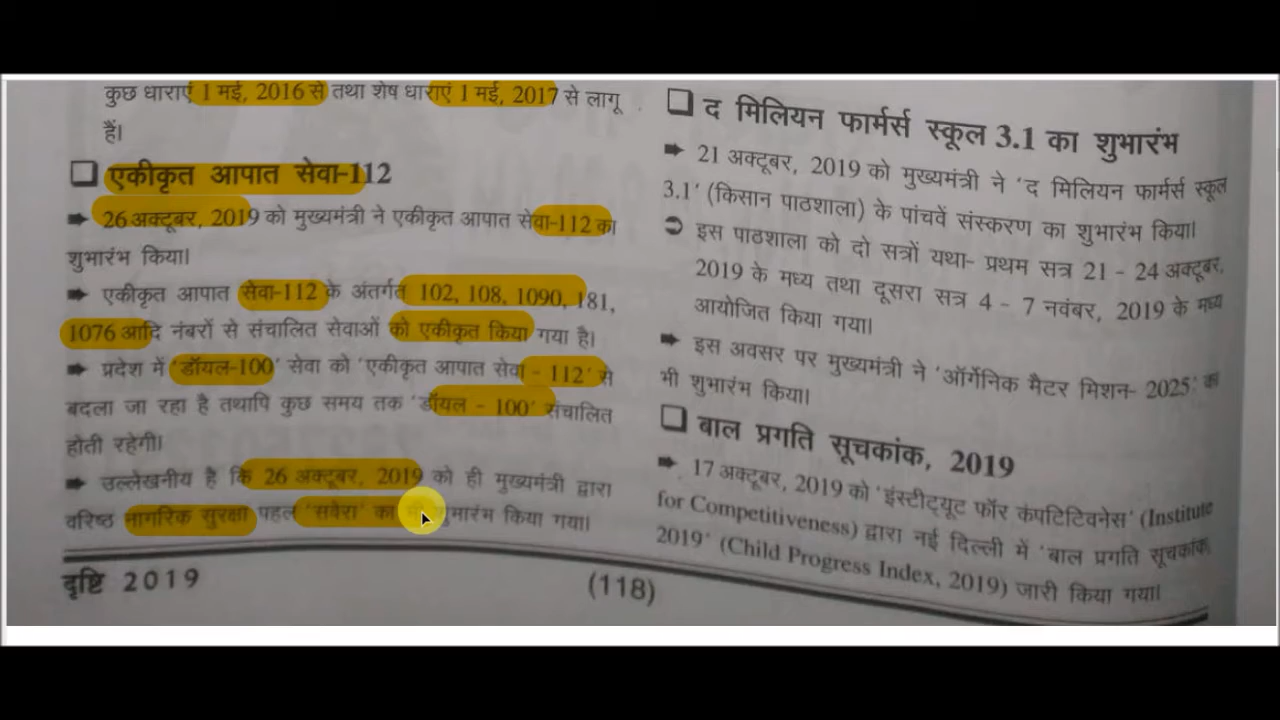 कुछ धाराएं 1 मई, 2016 से तथा शेष धाराएं 1 मई, 2017 से लागू
हैं।
एकीकृत आपात सेवा-112
26 अक्टूबर, 2019 को मुख्यमंत्री ने एकीकृत आपात सेवा-112 का
शुभारंभ किया।
एकीकृत आपात सेवा-112 के अंतर्गत 102, 108, 1090, 181,
1076 आदि नंबरों से संचालित सेवाओं को एकीकृत किया गया है।
प्रदेश में 'डॉयल-100' सेवा को 'एकीकृत आपात सेवा - 112' से
बदला जा रहा है तथापि कुछ समय तक 'डॉयल - 100' संचालित
होती रहेगी।
उल्लेखनीय है कि 26 अक्टूबर, 2019 को ही मुख्यमंत्री द्वारा
वरिष्ठ नागरिक सुरक्षा पहल 'सवेरा' का शुभारंभ किया गया।
द मिलियन फार्मर्स स्कूल 3.1 का शुभारंभ
21 अक्टूबर, 2019 को मुख्यमंत्री ने 'द मिलियन फार्मर्स स्कूल
3.1' (किसान पाठशाला) के पांचवें संस्करण का शुभारंभ किया।
इस पाठशाला को दो सत्रों यथा- प्रथम सत्र 21 - 24 अक्टूबर,
2019 के मध्य तथा दूसरा सत्र 4 - 7 नवंबर, 2019 के मध्य
आयोजित किया गया।
इस अवसर पर मुख्यमंत्री ने 'ऑर्गेनिक मैटर मिशन- 2025' का
भी शुभारंभ किया।
बाल प्रगति सूचकांक, 2019
17 अक्टूबर, 2019 को 'इंस्टीट्यूट फॉर कंपटिटिवनेस' (Institute
for Competitiveness) द्वारा नई दिल्ली में 'बाल प्रगति सूचकांक,
2019' (Child Progress Index, 2019) जारी किया गया।
दृष्टि 2019
(118)